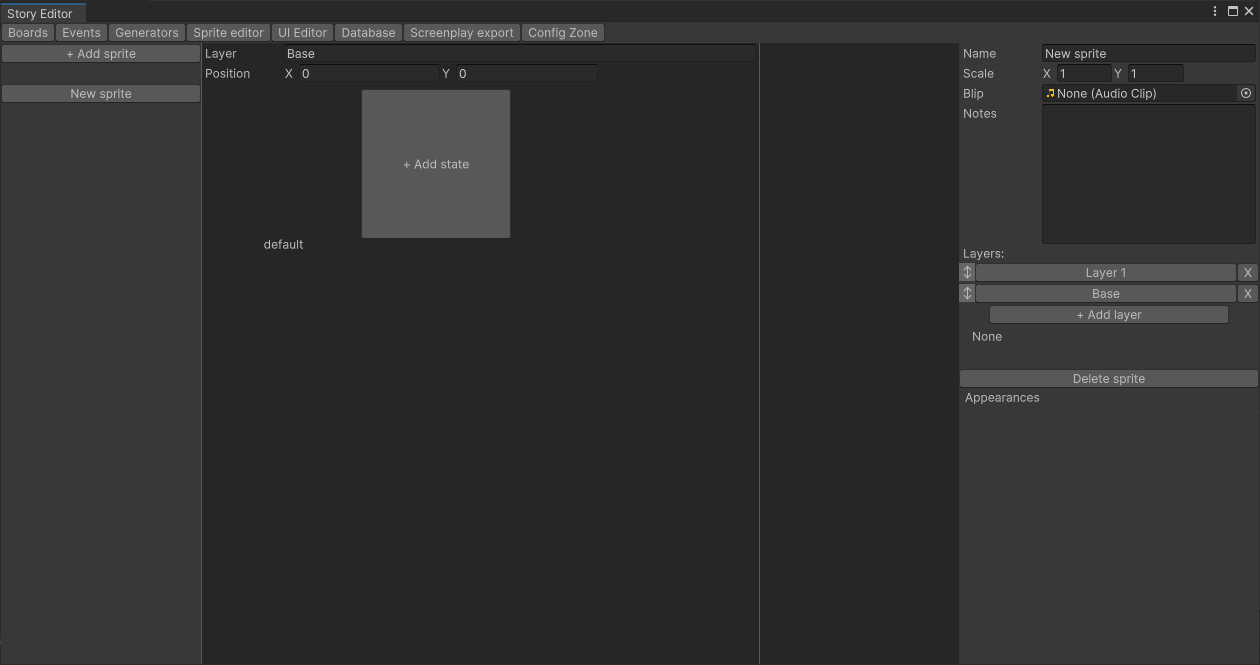 Story Editor
Boards Events Generators Sprite editor UI Editor Database Screenplay export Config Zone
+ Add sprite
New sprite
Layer Base
Position X 0 Y 0
+ Add state
default
Name New sprite
Scale X 1 Y 1
Blip None (Audio Clip)
Notes
Layers:
Layer 1 X
Base X
+ Add layer
None
Delete sprite
Appearances